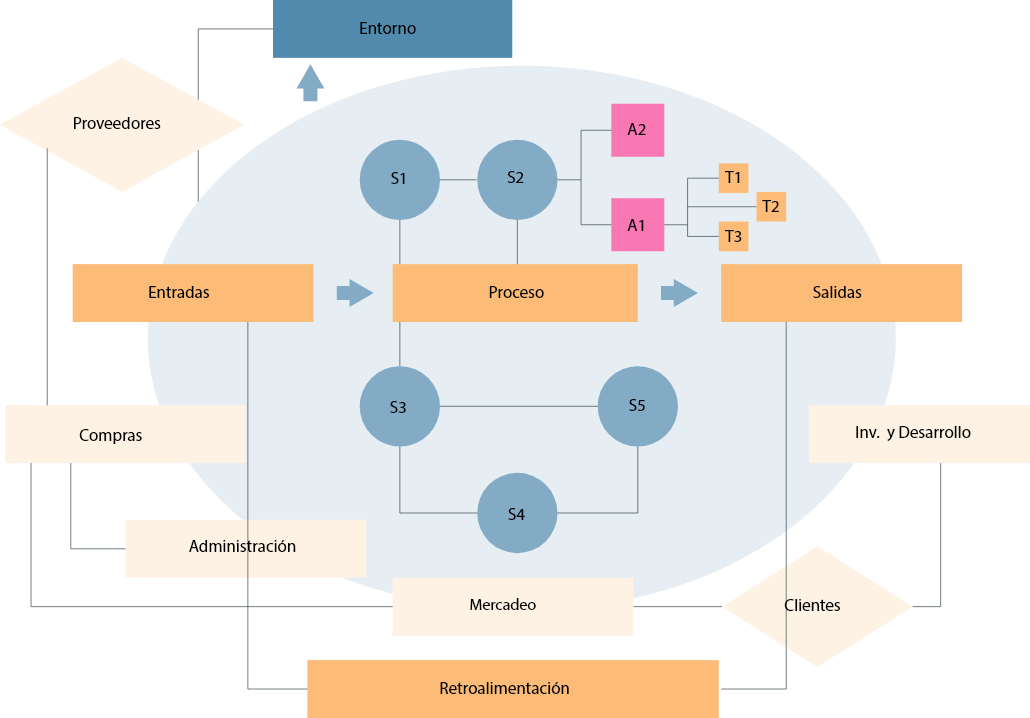 Entorno
Proveedores
A2
S1
S2
T1
T2
A1
T3
Entradas
Proceso
Salidas
S3
S5
Compras
Inv.  y Desarrollo
S4
Administración
Mercadeo
Clientes
Retroalimentación